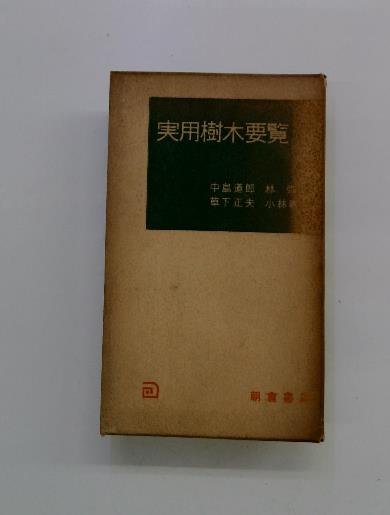 実用樹木要覧
中島道郎 林 弥
草下正夫 小林
朝倉書